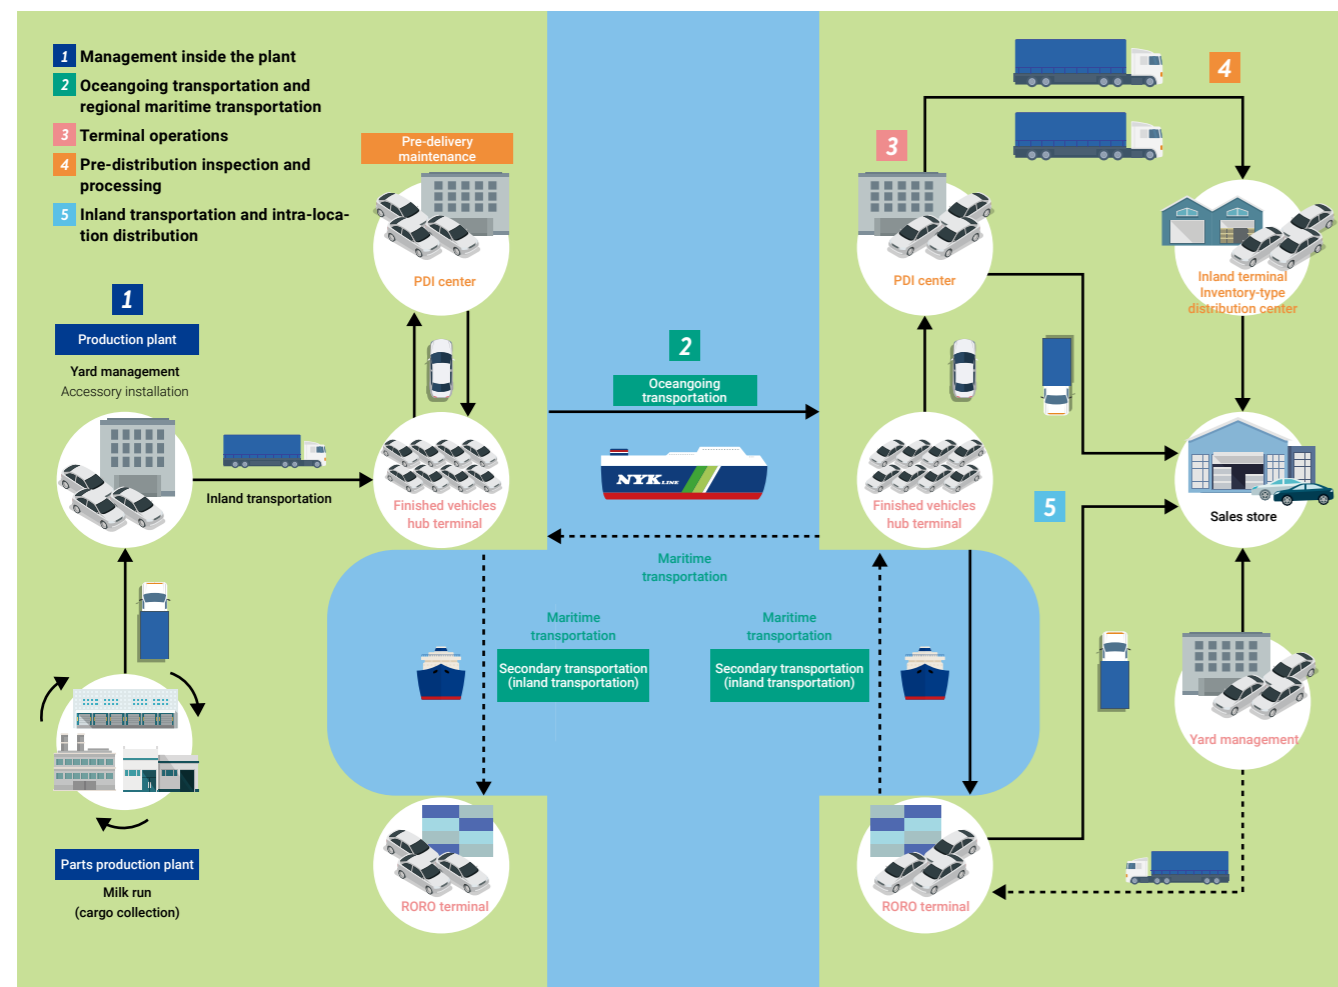 1 Management inside the plant
2 Oceangoing transportation and
regional maritime transportation
3 Terminal operations
4 Pre-distribution inspection and
processing
5 Inland transportation and intra-loca-
tion distribution
Pre-delivery
maintenance
PDI center
1
Production plant
Yard management
Accessory installation
Inland transportation
Finished vehicles
hub terminal
Parts production plant
Milk run
(cargo collection)
RORO terminal
2
Oceangoing
transportation
NYK LINE
Maritime
transportation
Maritime
transportation
Secondary transportation
(inland transportation)
Maritime
transportation
Secondary transportation
(inland transportation)
3
PDI center
4
Inland terminal
Inventory-type
distribution center
Finished vehicles
hub terminal
5
Sales store
Yard management
RORO terminal